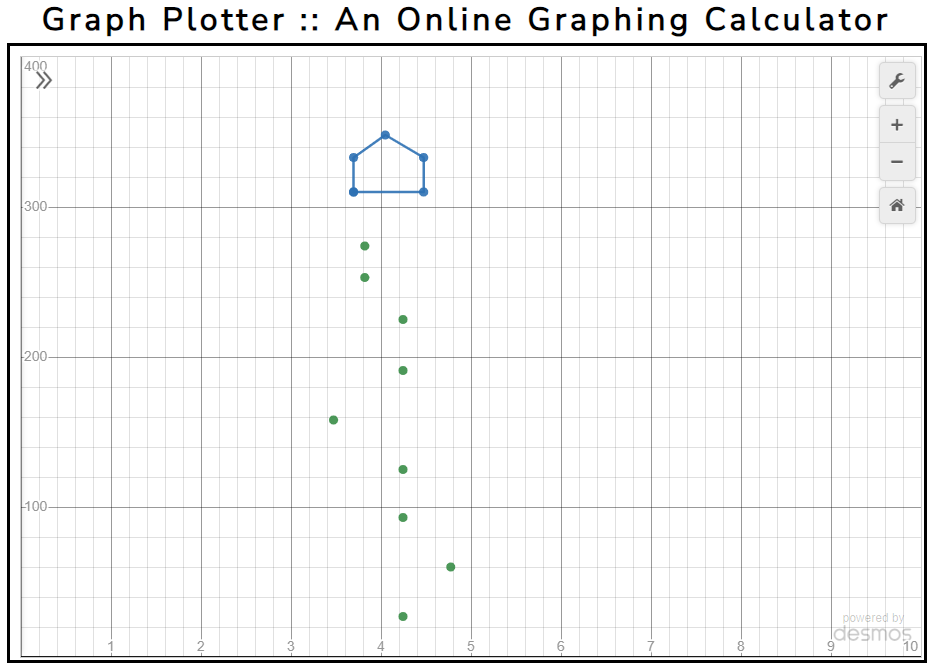 Graph Plotter :: An Online Graphing Calculator
400
300
200
100
1 2 3 4 5 6 7 8 9 10
powered by
desmos